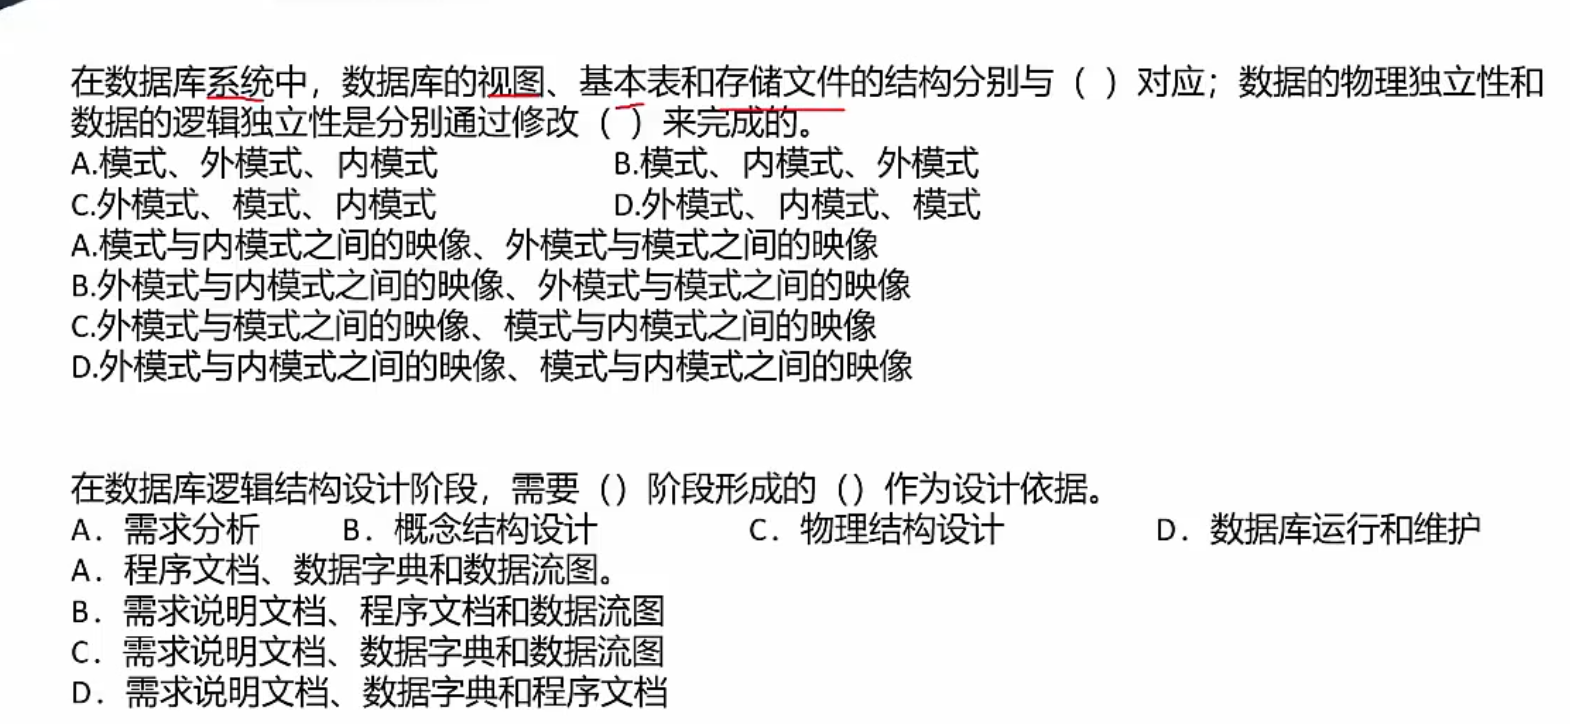 在数据库系统中，数据库的视图、基本表和存储文件的结构分别与（ ）对应；数据的物理独立性和
数据的逻辑独立性是分别通过修改（ ）来完成的。
A.模式、外模式、内模式 B.模式、内模式、外模式
C.外模式、模式、内模式 D.外模式、内模式、模式
A.模式与内模式之间的映像、外模式与模式之间的映像
B.外模式与内模式之间的映像、外模式与模式之间的映像
C.外模式与模式之间的映像、模式与内模式之间的映像
D.外模式与内模式之间的映像、模式与内模式之间的映像
在数据库逻辑结构设计阶段，需要（）阶段形成的（）作为设计依据。
A．需求分析 B．概念结构设计 C．物理结构设计 D．数据库运行和维护
A．程序文档、数据字典和数据流图。
B．需求说明文档、程序文档和数据流图
C．需求说明文档、数据字典和数据流图
D．需求说明文档、数据字典和程序文档